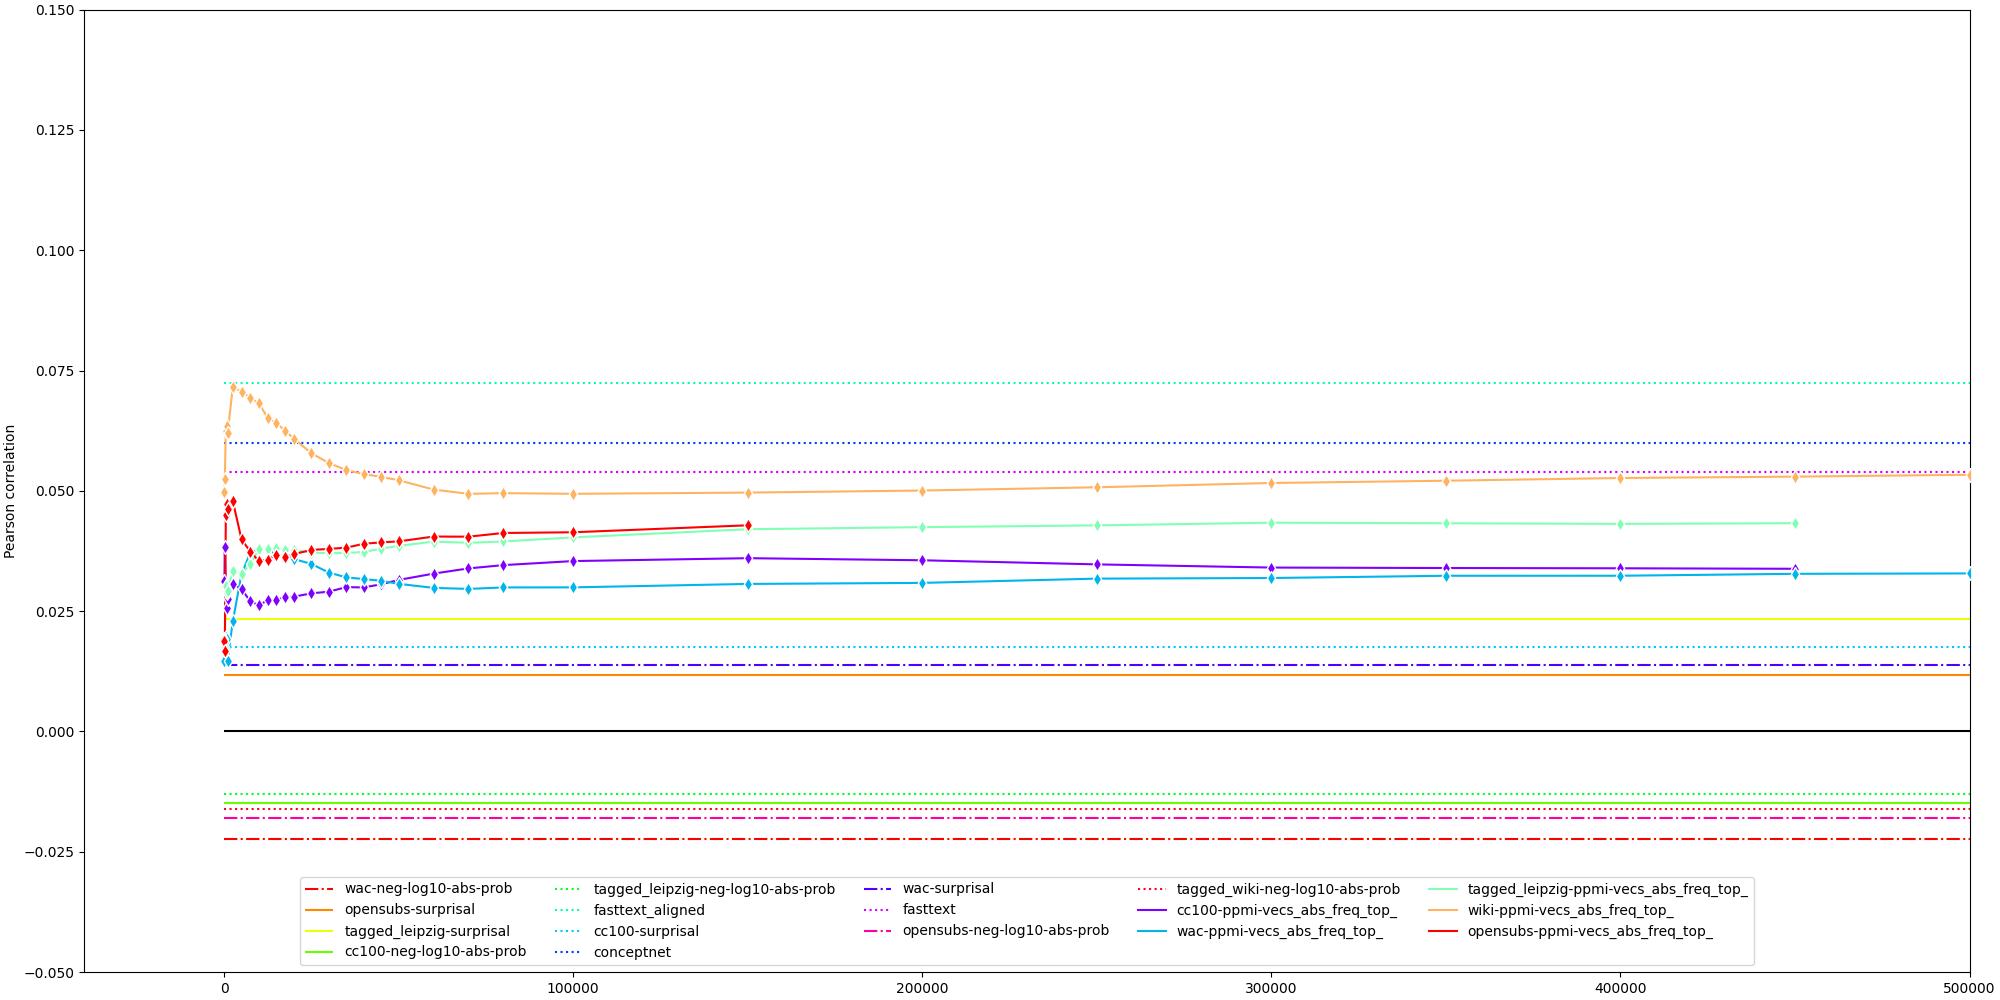 0.150
0.125
0.100
0.075
0.050
0.025
0.000
−0.025
−0.050
Pearson correlation
0
100000
200000
300000
400000
500000
wac-neg-log10-abs-prob
opensubs-surprisal
tagged_leipzig-surprisal
cc100-neg-log10-abs-prob
tagged_leipzig-neg-log10-abs-prob
fasttext_aligned
cc100-surprisal
conceptnet
wac-surprisal
fasttext
opensubs-neg-log10-abs-prob
tagged_wiki-neg-log10-abs-prob
cc100-ppmi-vecs_abs_freq_top_
wac-ppmi-vecs_abs_freq_top_
tagged_leipzig-ppmi-vecs_abs_freq_top_
wiki-ppmi-vecs_abs_freq_top_
opensubs-ppmi-vecs_abs_freq_top_